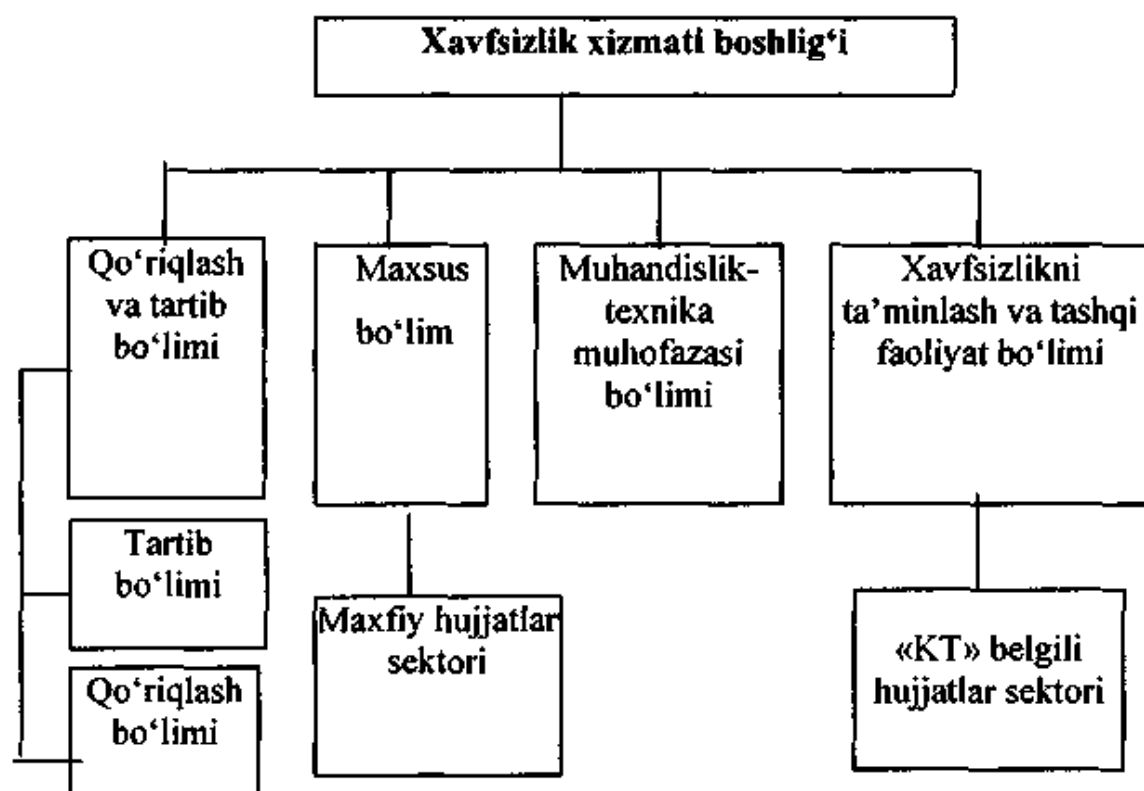 Xavfsizlik xizmati boshlig‘i
Qo‘riqlash
va tartib
bo‘limi
Maxsus
bo‘lim
Muhandislik-
texnika
muhofazasi
bo‘limi
Xavfsizlikni
ta’minlash va tashqi
faoliyat bo‘limi
Tartib
bo‘limi
Maxfiy hujjatlar
sektori
«KT» belgili
hujjatlar sektori
Qo‘riqlash
bo‘limi